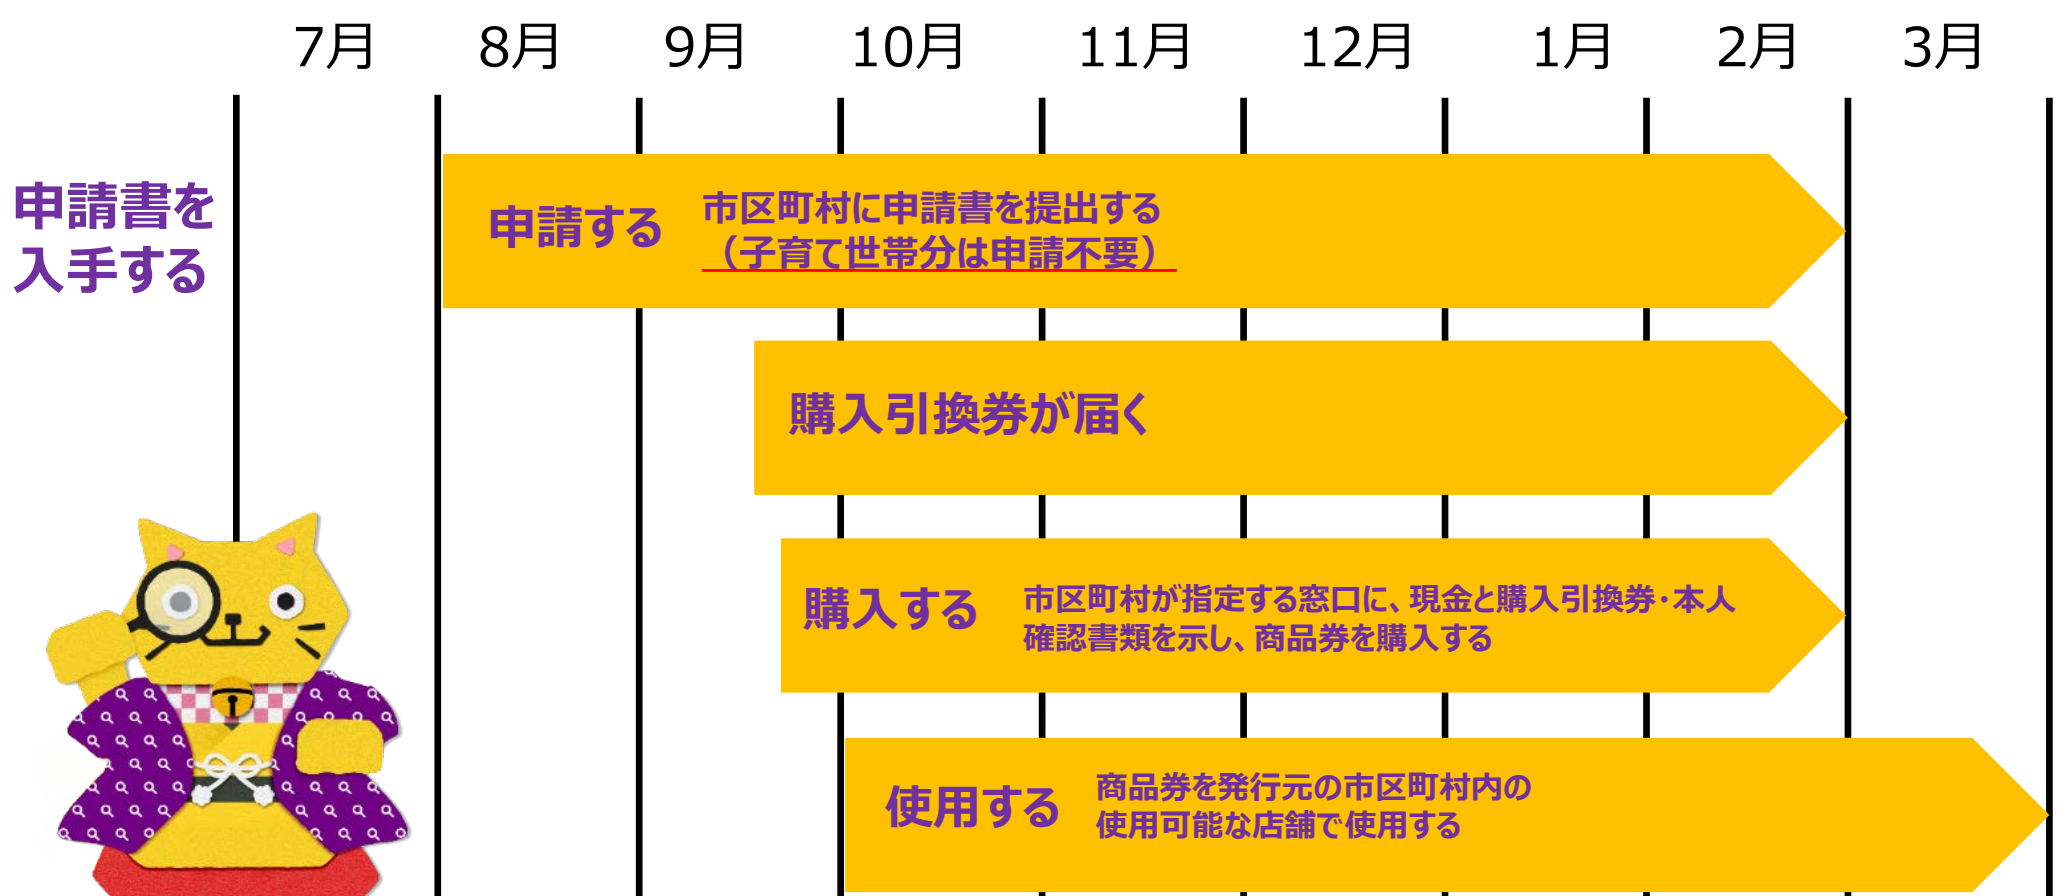 7月 8月 9月 10月 11月 12月 1月 2月 3月
申請書を
入手する
申請する
市区町村に申請書を提出する
（子育て世帯分は申請不要）
購入引換券が届く
購入する
市区町村が指定する窓口に、現金と購入引換券・本人
確認書類を示し、商品券を購入する
使用する
商品券を発行元の市区町村内の
使用可能な店舗で使用する